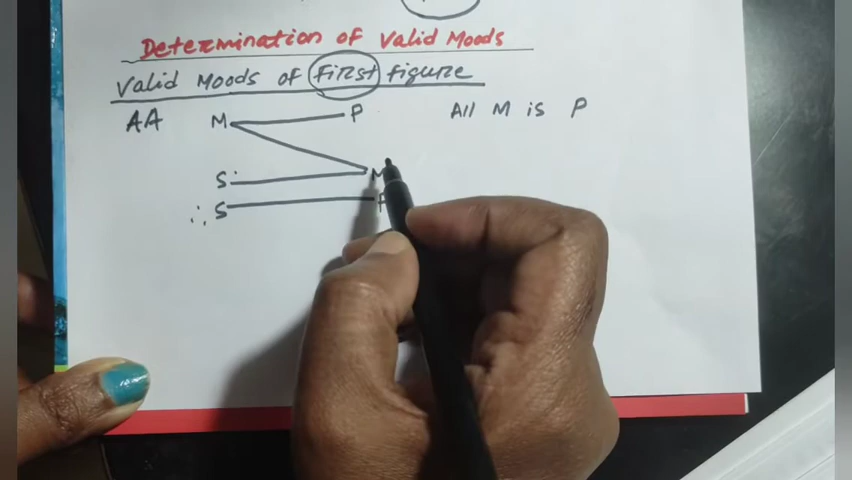 Determination of Valid Moods
Valid Moods of first figure
AA M P All M is P
S M
∴ S P